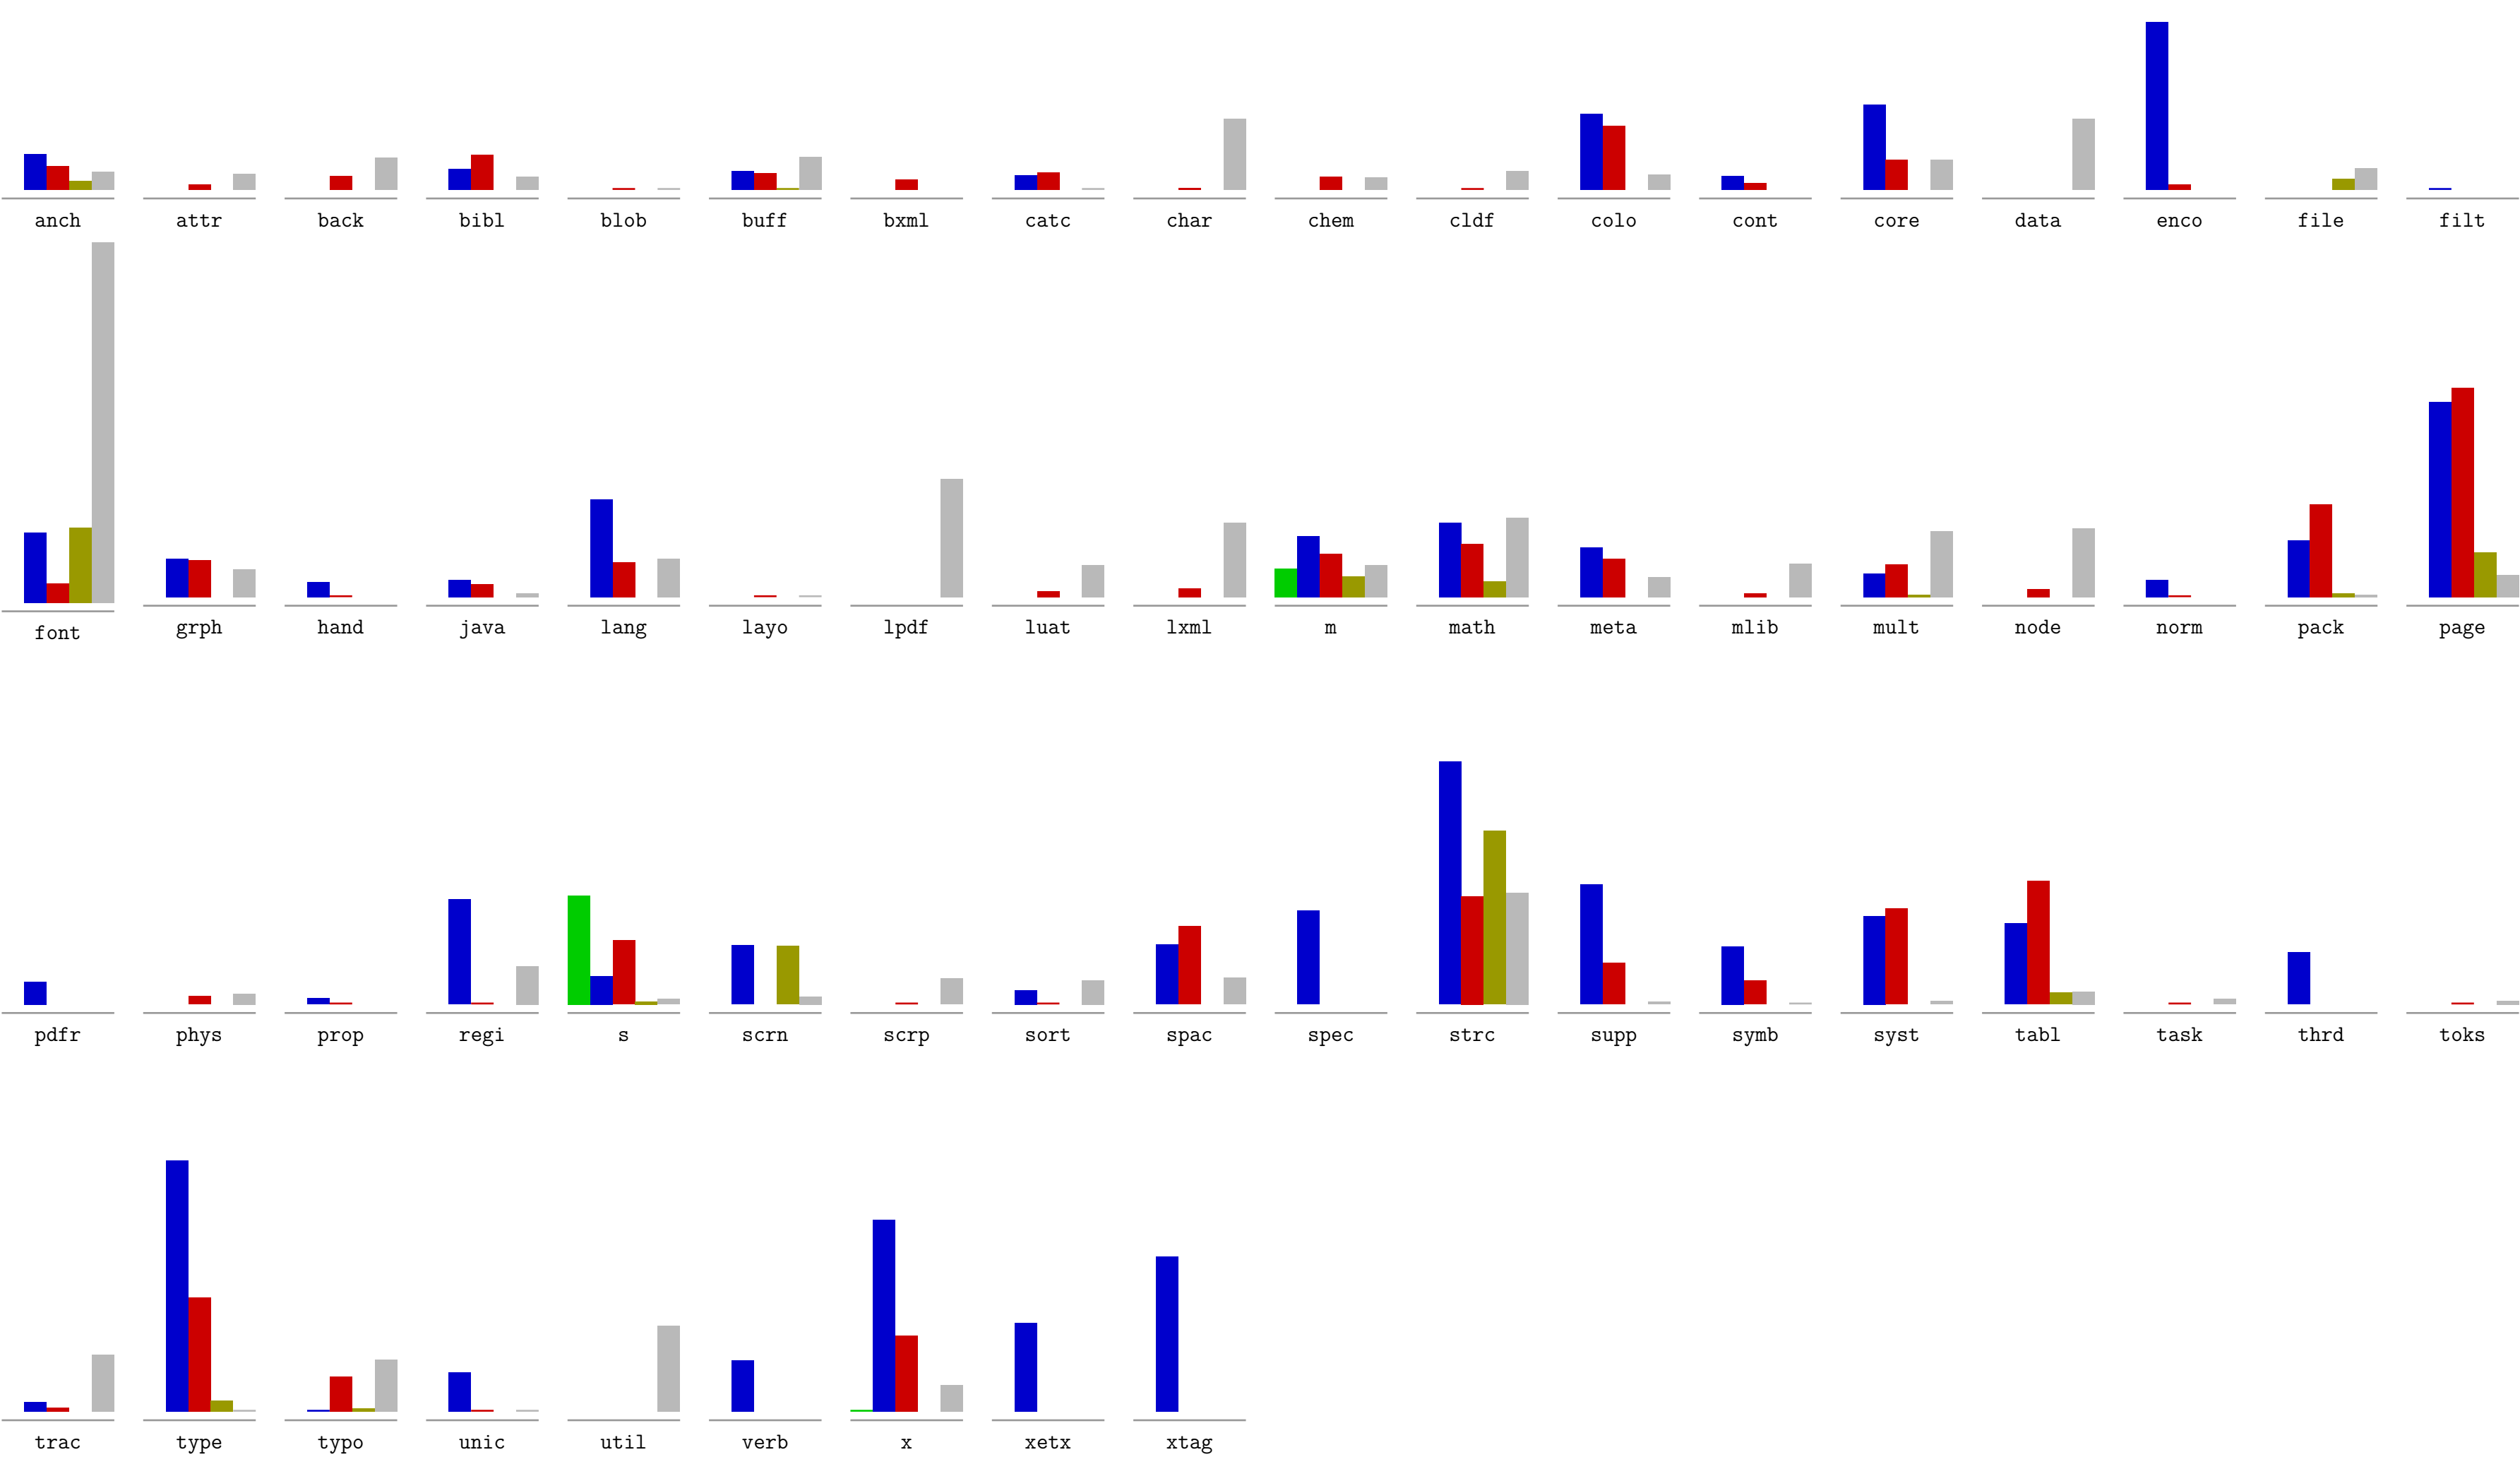 anch attr back bibl blob buff bxml catc char chem cldf colo cont core data enco file filt
font grph hand java lang layo lpdf luat lxml m math meta mlib mult node norm pack page
pdfr phys prop regi s scrn scrp sort spac spec strc supp symb syst tabl task thrd toks
trac type typo unic util verb x xetx xtag